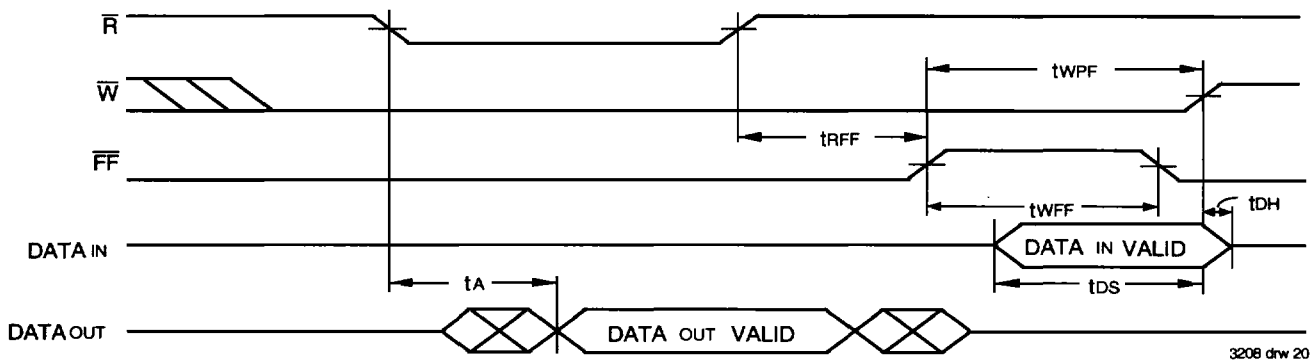 R̅
W̅
tWPF
tRFF
F̅F̅
tWFF
tDH
DATA IN
DATA IN VALID
tA
tDS
DATA OUT
DATA OUT VALID
3208 drw 20